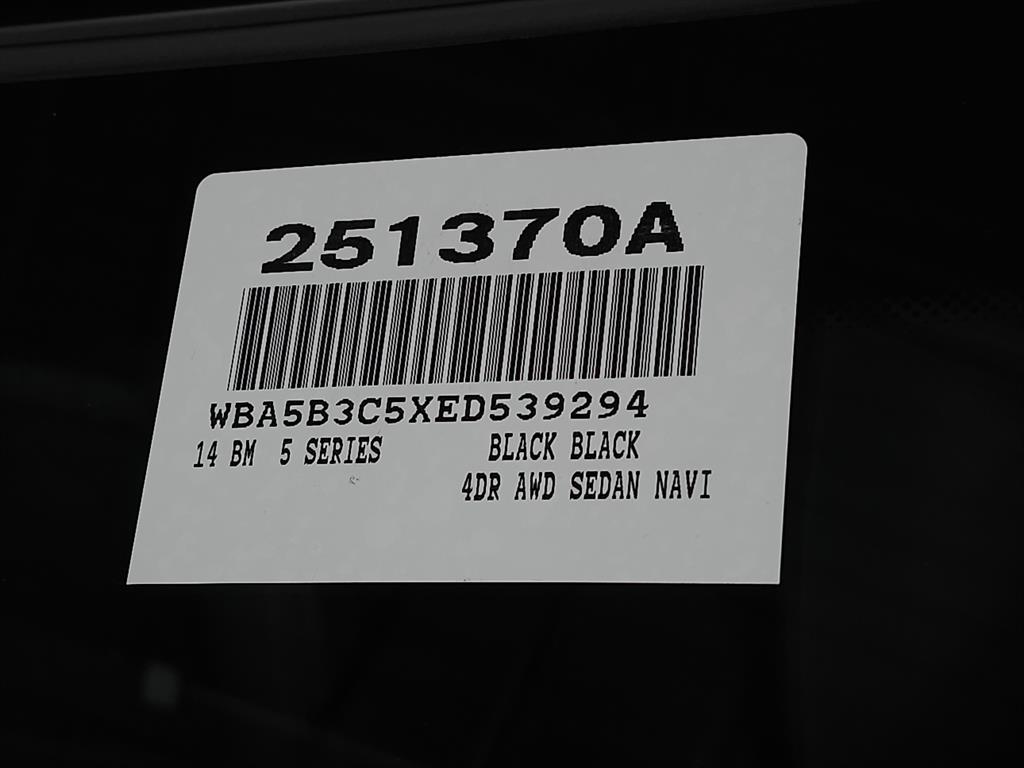 251370A
WBA5B3C5XED539294
14 BM 5 SERIES BLACK BLACK
4DR AWD SEDAN NAVI